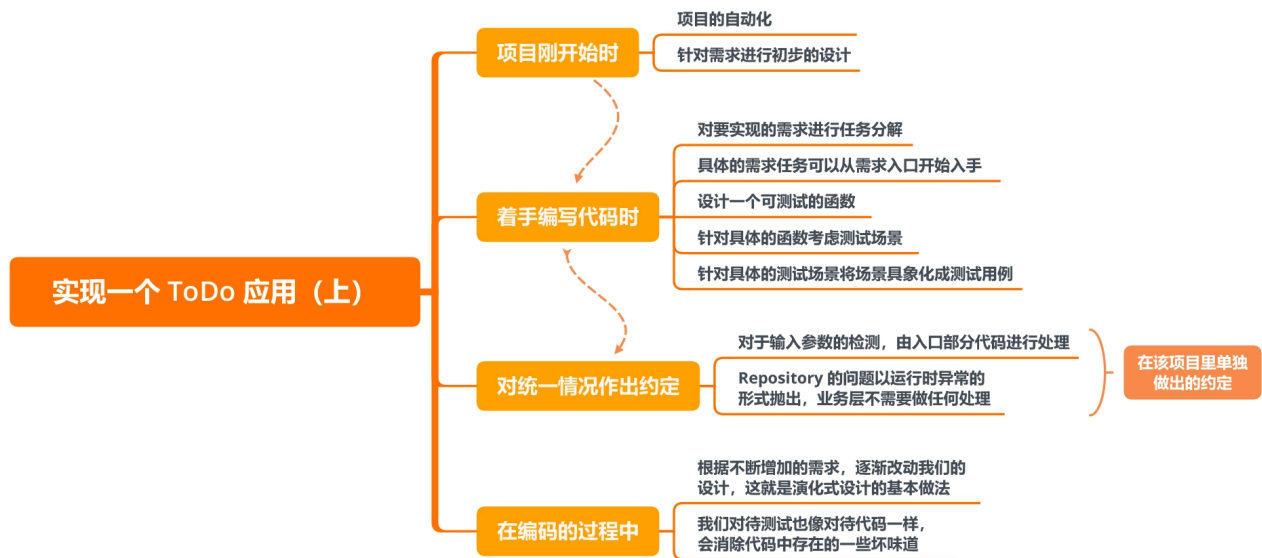 实现一个 ToDo 应用（上）
项目刚开始时
项目的自动化
针对需求进行初步的设计
着手编写代码时
对要实现的需求进行任务分解
具体的需求任务可以从需求入口开始入手
设计一个可测试的函数
针对具体的函数考虑测试场景
针对具体的测试场景将场景具象化成测试用例
对统一情况作出约定
对于输入参数的检测，由入口部分代码进行处理
Repository 的问题以运行时异常的
形式抛出，业务层不需要做任何处理
在该项目里单独
做出的约定
在编码的过程中
根据不断增加的需求，逐渐改动我们的
设计，这就是演化式设计的基本做法
我们对待测试也像对待代码一样，
会消除代码中存在的一些坏味道